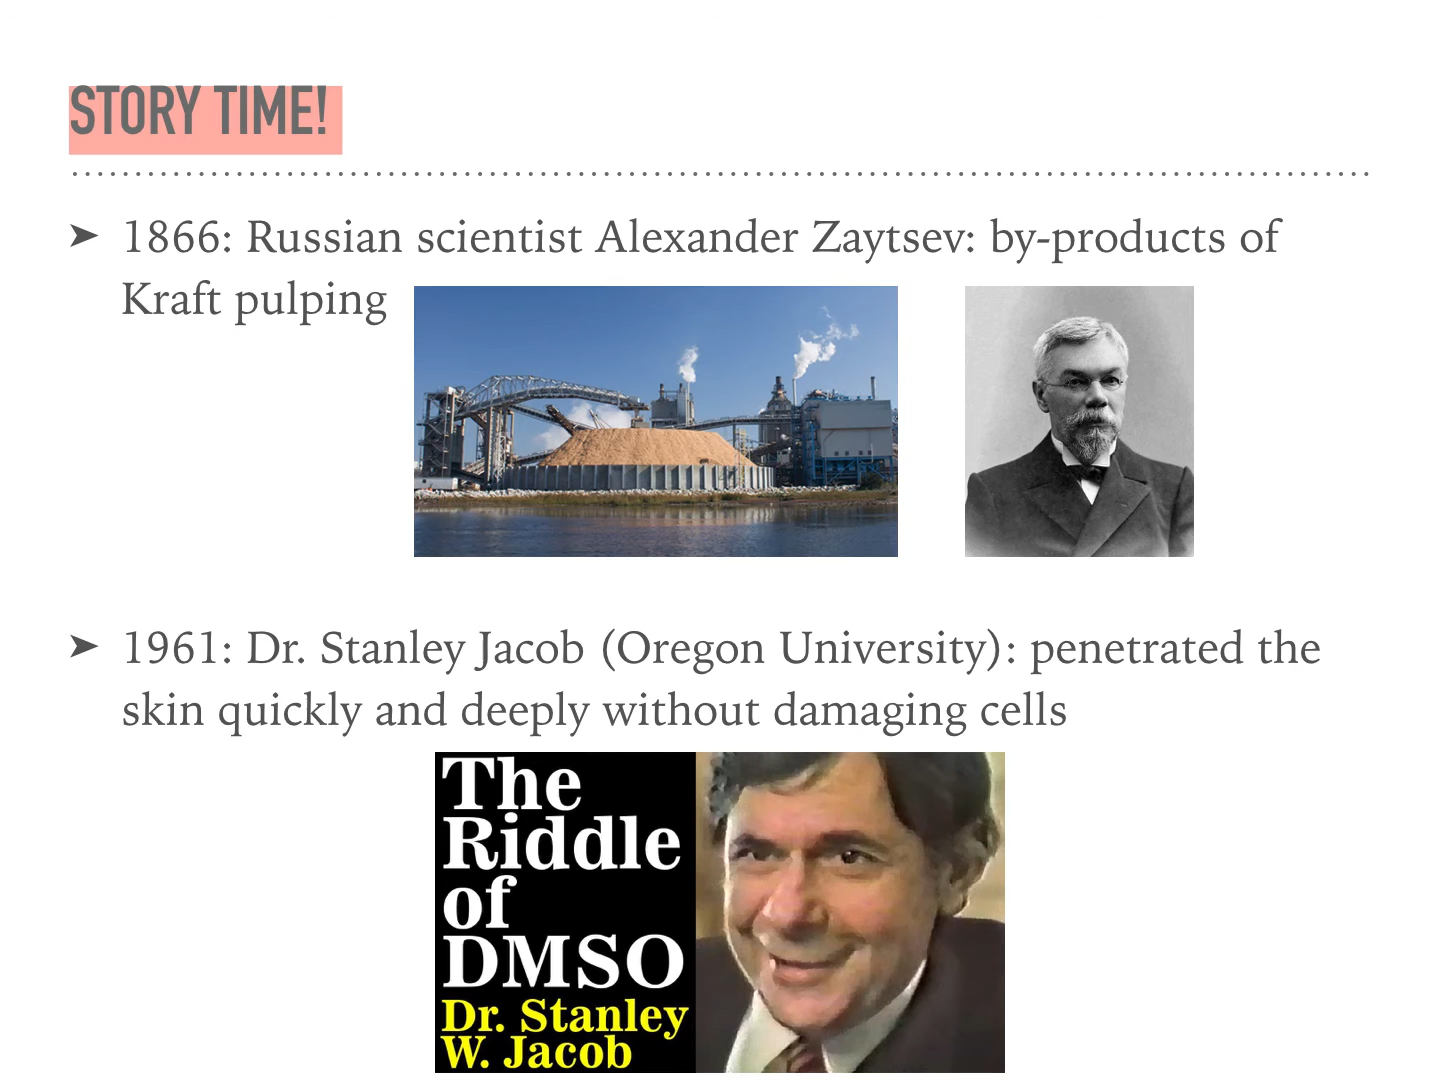 STORY TIME!
➤ 1866: Russian scientist Alexander Zaytsev: by-products of
Kraft pulping
➤ 1961: Dr. Stanley Jacob (Oregon University): penetrated the
skin quickly and deeply without damaging cells
The
Riddle
of
DMSO
Dr. Stanley
W. Jacob